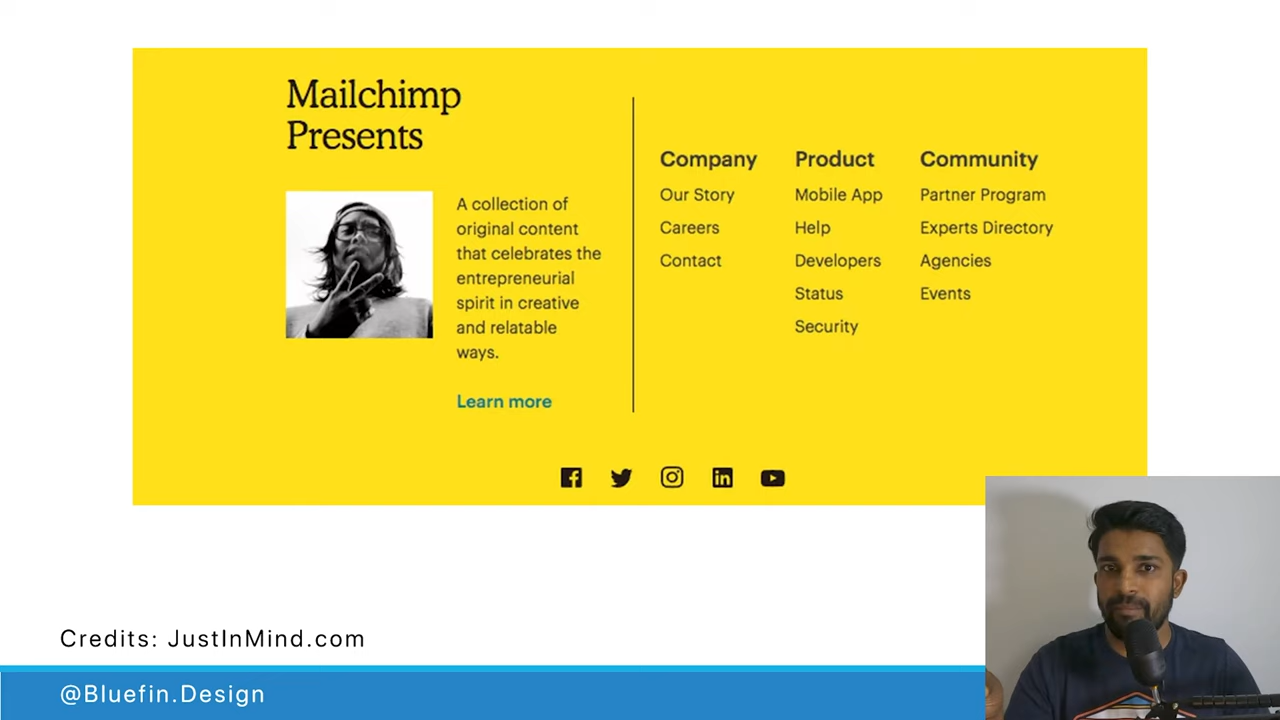 Mailchimp
Presents
A collection of
original content
that celebrates the
entrepreneurial
spirit in creative
and relatable
ways.
Learn more
Company
Our Story
Careers
Contact
Product
Mobile App
Help
Developers
Status
Security
Community
Partner Program
Experts Directory
Agencies
Events
Credits: JustInMind.com
@Bluefin.Design